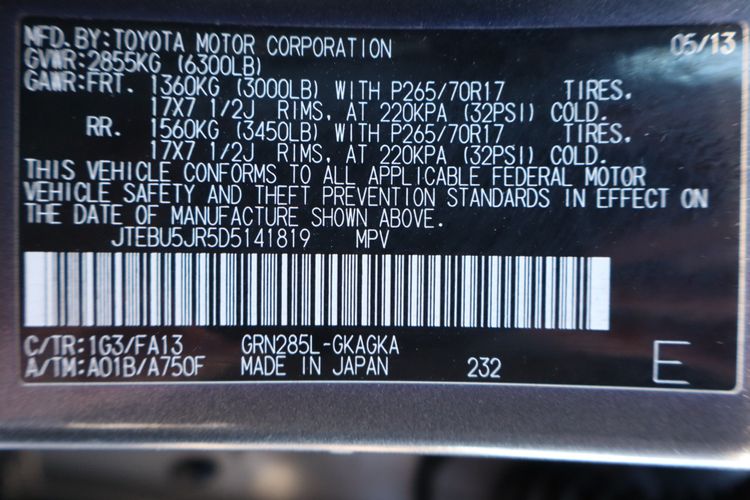 MFD.BY:TOYOTA MOTOR CORPORATION 05/13
GVWR:2855KG (6300LB)
GAWR:FRT. 1360KG (3000LB) WITH P265/70R17 TIRES,
17X7 1/2J RIMS, AT 220KPA (32PSI) COLD.
RR. 1560KG (3450LB) WITH P265/70R17 TIRES,
17X7 1/2J RIMS, AT 220KPA (32PSI) COLD.
THIS VEHICLE CONFORMS TO ALL APPLICABLE FEDERAL MOTOR
VEHICLE SAFETY AND THEFT PREVENTION STANDARDS IN EFFECT ON
THE DATE OF MANUFACTURE SHOWN ABOVE.
JTEBU5JR5D5141819 MPV
C/TR:1G3/FA13 GRN285L-GKAGKA
A/TM:A01B/A750F MADE IN JAPAN 232 E